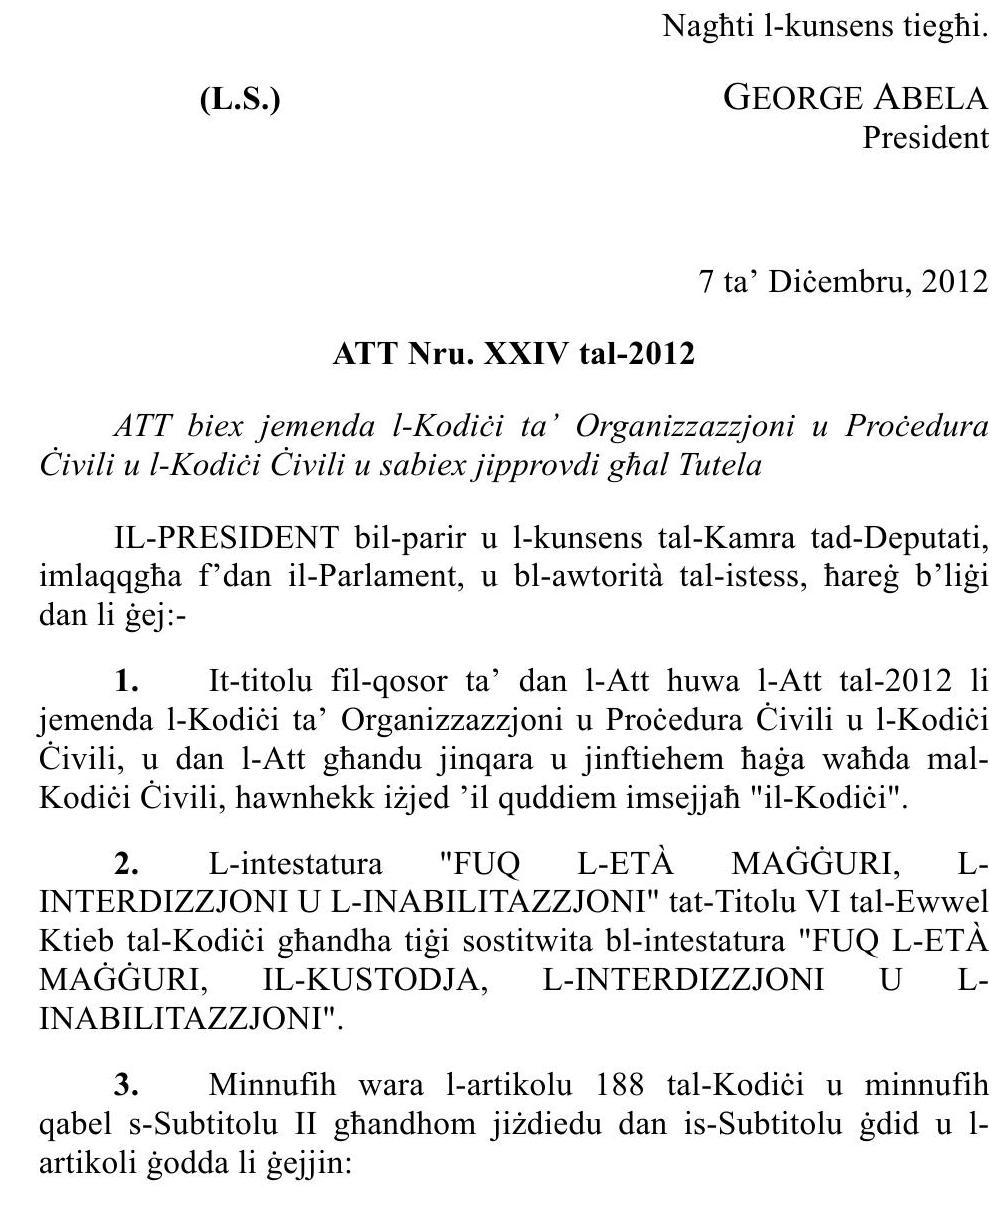 Nagħti l-kunsens tiegħi.
(L.S.) GEORGE ABELA
President
7 ta’ Diċembru, 2012
ATT Nru. XXIV tal-2012
ATT biex jemenda l-Kodiċi ta’ Organizzazzjoni u Proċedura
Ċivili u l-Kodiċi Ċivili u sabiex jipprovdi għal Tutela
IL-PRESIDENT bil-parir u l-kunsens tal-Kamra tad-Deputati,
imlaqqgħa f’dan il-Parlament, u bl-awtorità tal-istess, ħareġ b’liġi
dan li ġej:-
1. It-titolu fil-qosor ta’ dan l-Att huwa l-Att tal-2012 li
jemenda l-Kodiċi ta’ Organizzazzjoni u Proċedura Ċivili u l-Kodiċi
Ċivili, u dan l-Att għandu jinqara u jinftiehem ħaġa waħda mal-
Kodiċi Ċivili, hawnhekk iżjed ’il quddiem imsejjaħ "il-Kodiċi".
2. L-intestatura "FUQ L-ETÀ MAĠĠURI, L-
INTERDIZZJONI U L-INABILITAZZJONI" tat-Titolu VI tal-Ewwel
Ktieb tal-Kodiċi għandha tiġi sostitwita bl-intestatura "FUQ L-ETÀ
MAĠĠURI, IL-KUSTODJA, L-INTERDIZZJONI U L-
INABILITAZZJONI".
3. Minnufih wara l-artikolu 188 tal-Kodiċi u minnufih
qabel s-Subtitolu II għandhom jiżdiedu dan is-Subtitolu ġdid u l-
artikoli ġodda li ġejjin: